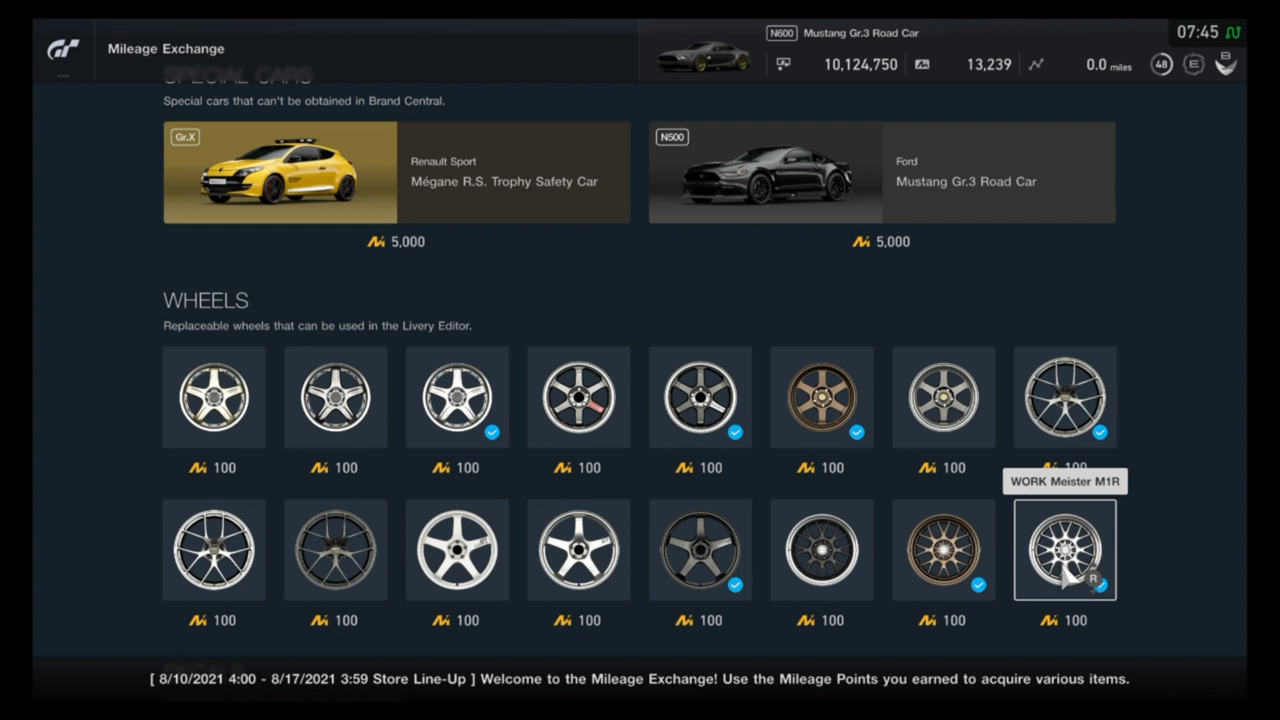 Mileage Exchange
N600 Mustang Gr.3 Road Car
10,124,750 13,239 0.0 miles
07:45
48 E B
SPECIAL CARS
Special cars that can't be obtained in Brand Central.
Gr.X
Renault Sport
Mégane R.S. Trophy Safety Car
N500
Ford
Mustang Gr.3 Road Car
5,000 5,000
WHEELS
Replaceable wheels that can be used in the Livery Editor.
100 100 100 100 100 100 100 100
WORK Meister M1R
R
100 100 100 100 100 100 100 100
[ 8/10/2021 4:00 - 8/17/2021 3:59 Store Line-Up ] Welcome to the Mileage Exchange! Use the Mileage Points you earned to acquire various items.